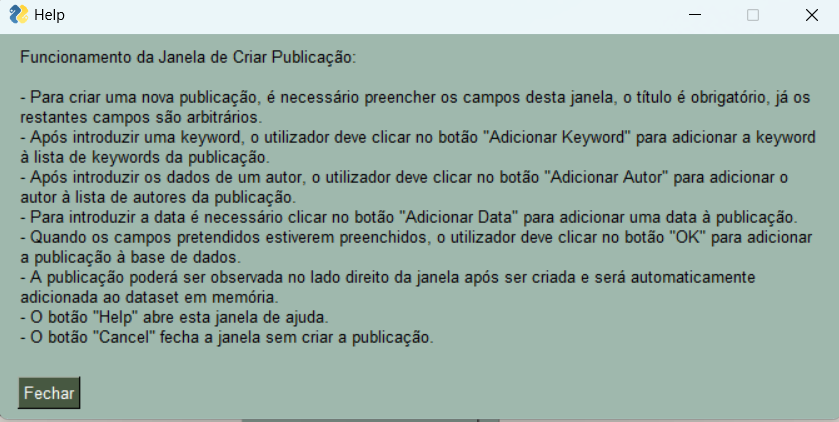 Help
Funcionamento da Janela de Criar Publicação:
- Para criar uma nova publicação, é necessário preencher os campos desta janela, o título é obrigatório, já os
restantes campos são arbitrários.
- Após introduzir uma keyword, o utilizador deve clicar no botão "Adicionar Keyword" para adicionar a keyword
à lista de keywords da publicação.
- Após introduzir os dados de um autor, o utilizador deve clicar no botão "Adicionar Autor" para adicionar o
autor à lista de autores da publicação.
- Para introduzir a data é necessário clicar no botão "Adicionar Data" para adicionar uma data à publicação.
- Quando os campos pretendidos estiverem preenchidos, o utilizador deve clicar no botão "OK" para adicionar
a publicação à base de dados.
- A publicação poderá ser observada no lado direito da janela após ser criada e será automaticamente
adicionada ao dataset em memória.
- O botão "Help" abre esta janela de ajuda.
- O botão "Cancel" fecha a janela sem criar a publicação.
Fechar